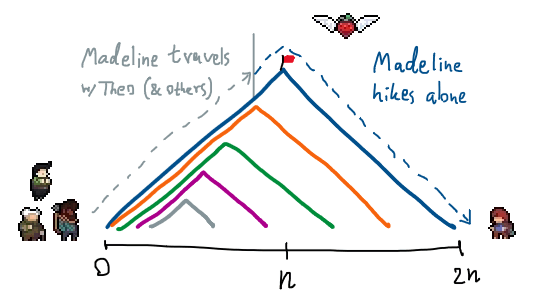 Madeline travels
w/ Theo (& others)
Madeline
hikes alone
0
n
2n